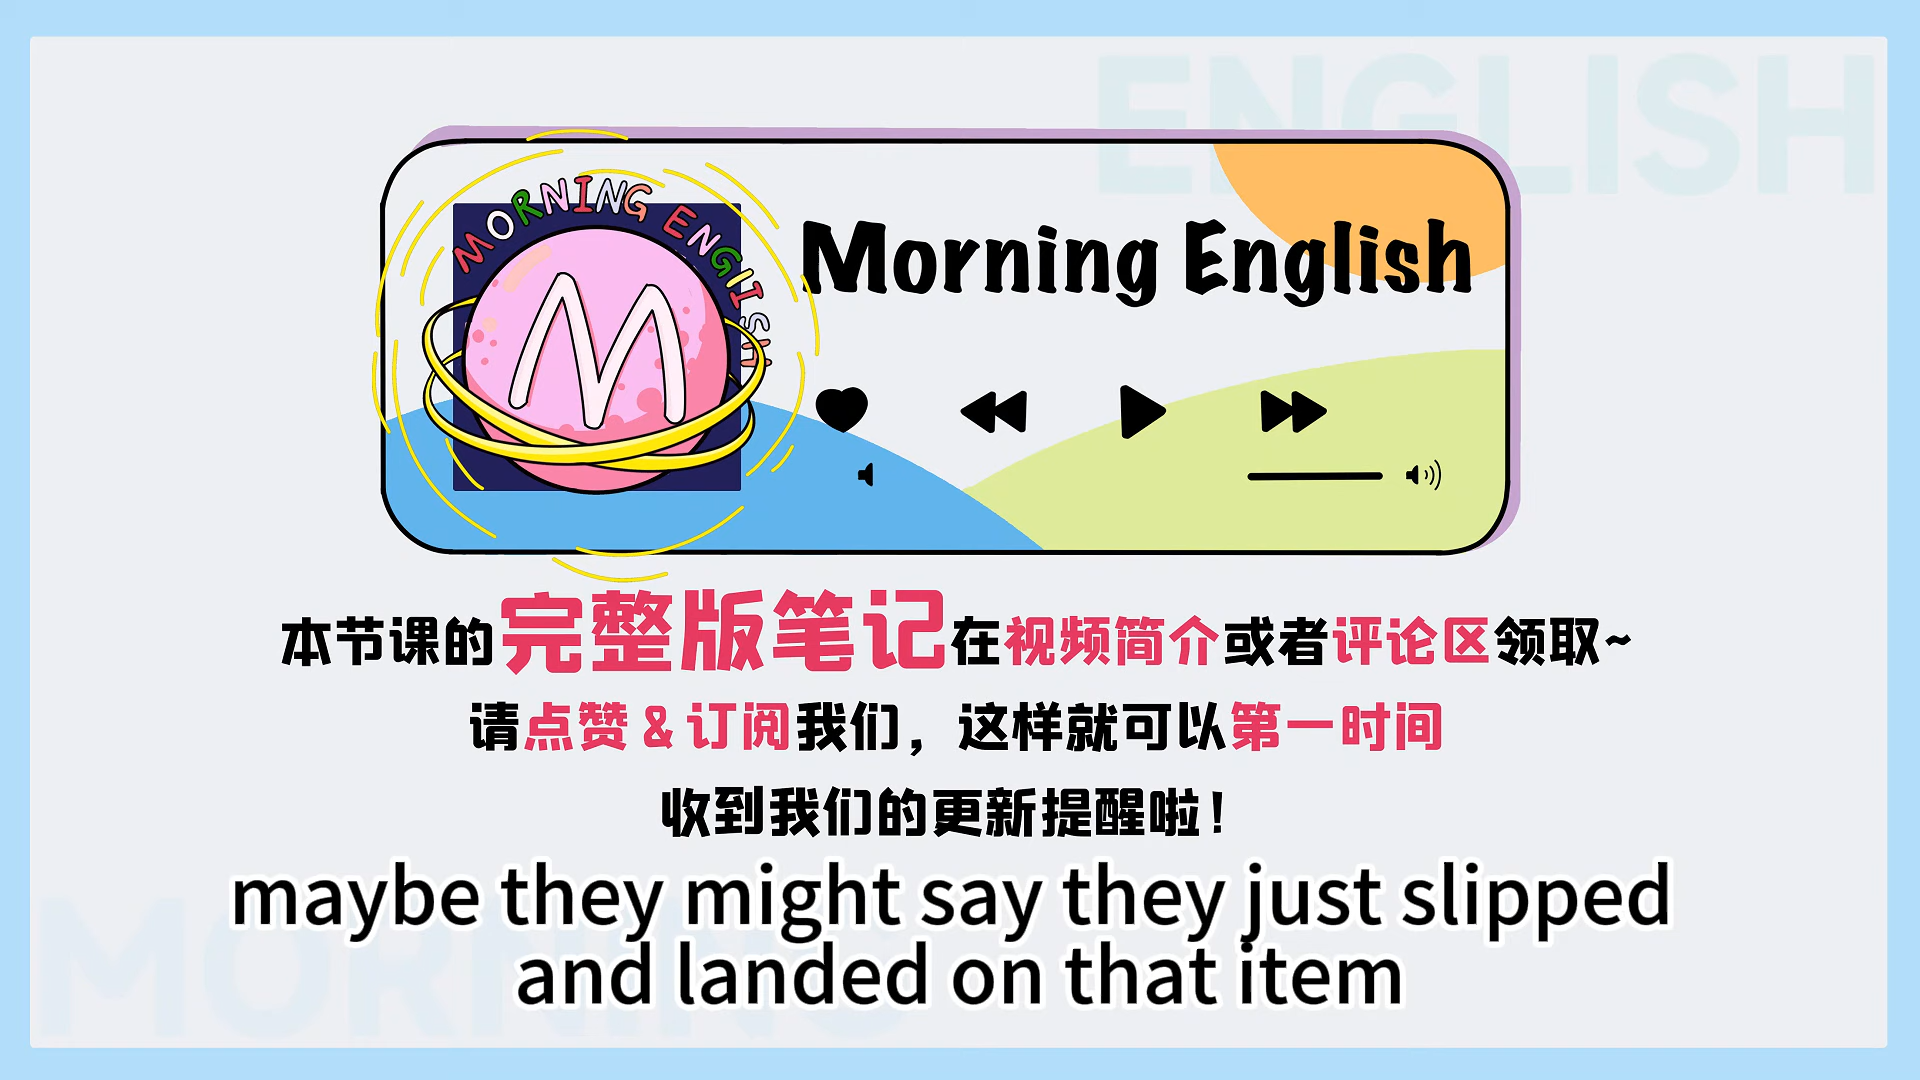 ENGLISH
MORNING ENGLISH
M
Morning English
本节课的完整版笔记在视频简介或者评论区领取~
请点赞&订阅我们，这样就可以第一时间
收到我们的更新提醒啦！
maybe they might say they just slipped
and landed on that item
MORNING